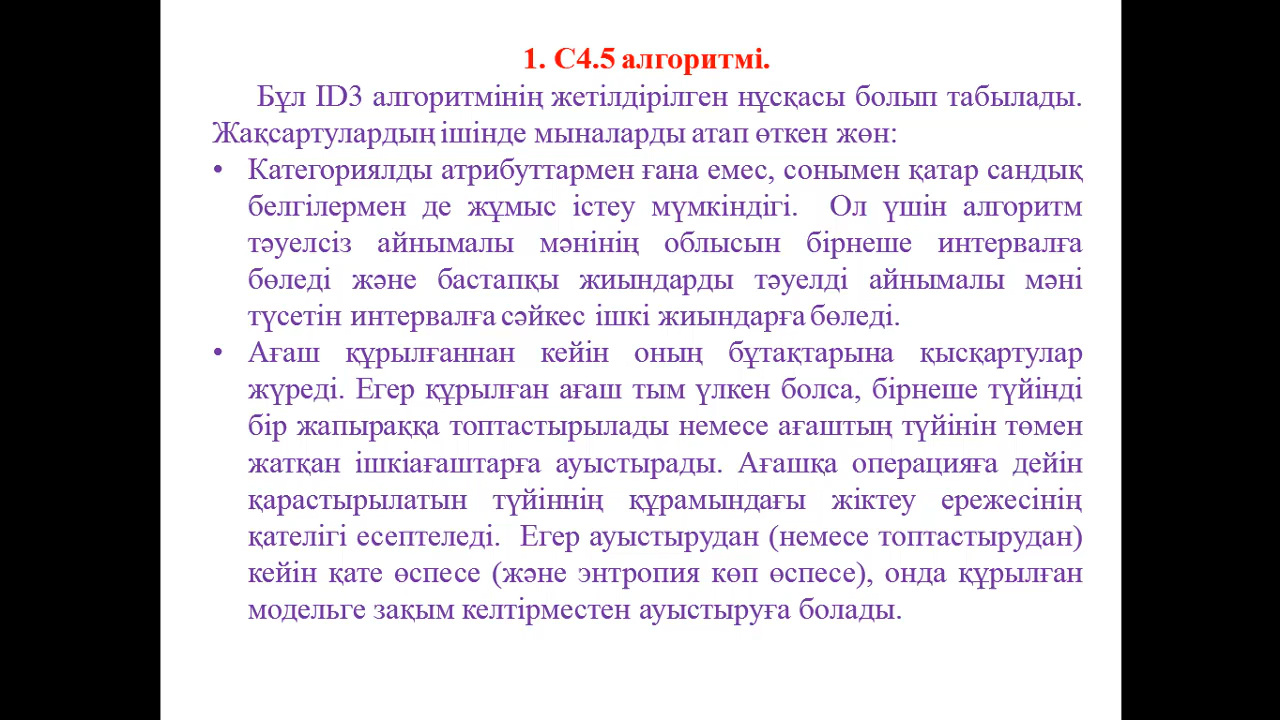 1. C4.5 алгоритмі.
Бұл ID3 алгоритмінің жетілдірілген нұсқасы болып табылады.
Жақсартулардың ішінде мыналарды атап өткен жөн:
• Категориялды атрибуттармен ғана емес, сонымен қатар сандық
белгілермен де жұмыс істеу мүмкіндігі. Ол үшін алгоритм
тәуелсіз айнымалы мәнінің облысын бірнеше интервалға
бөледі және бастапқы жиындарды тәуелді айнымалы мәні
түсетін интервалға сәйкес ішкі жиындарға бөледі.
• Ағаш құрылғаннан кейін оның бұтақтарына қысқартулар
жүреді. Егер құрылған ағаш тым үлкен болса, бірнеше түйінді
бір жапыраққа топтастырылады немесе ағаштың түйінін төмен
жатқан ішкіағаштарға ауыстырады. Ағашқа операцияға дейін
қарастырылатын түйіннің құрамындағы жіктеу ережесінің
қателігі есептеледі. Егер ауыстырудан (немесе топтастырудан)
кейін қате өспесе (және энтропия көп өспесе), онда құрылған
модельге зақым келтірместен ауыстыруға болады.